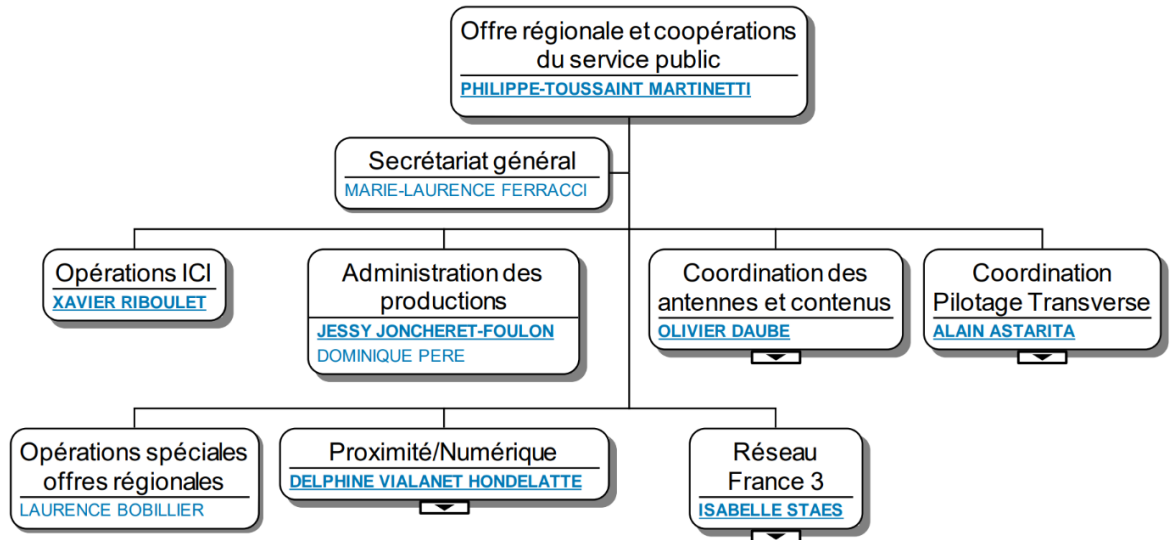 Offre régionale et coopérations
du service public
PHILIPPE-TOUSSAINT MARTINETTI
Secrétariat général
MARIE-LAURENCE FERRACCI
Opérations ICI
XAVIER RIBOULET
Administration des
productions
JESSY JONCHERET-FOULON
DOMINIQUE PERE
Coordination des
antennes et contenus
OLIVIER DAUBE
Coordination
Pilotage Transverse
ALAIN ASTARITA
Opérations spéciales
offres régionales
LAURENCE BOBILLIER
Proximité/Numérique
DELPHINE VIALANET HONDELATTE
Réseau
France 3
ISABELLE STAES